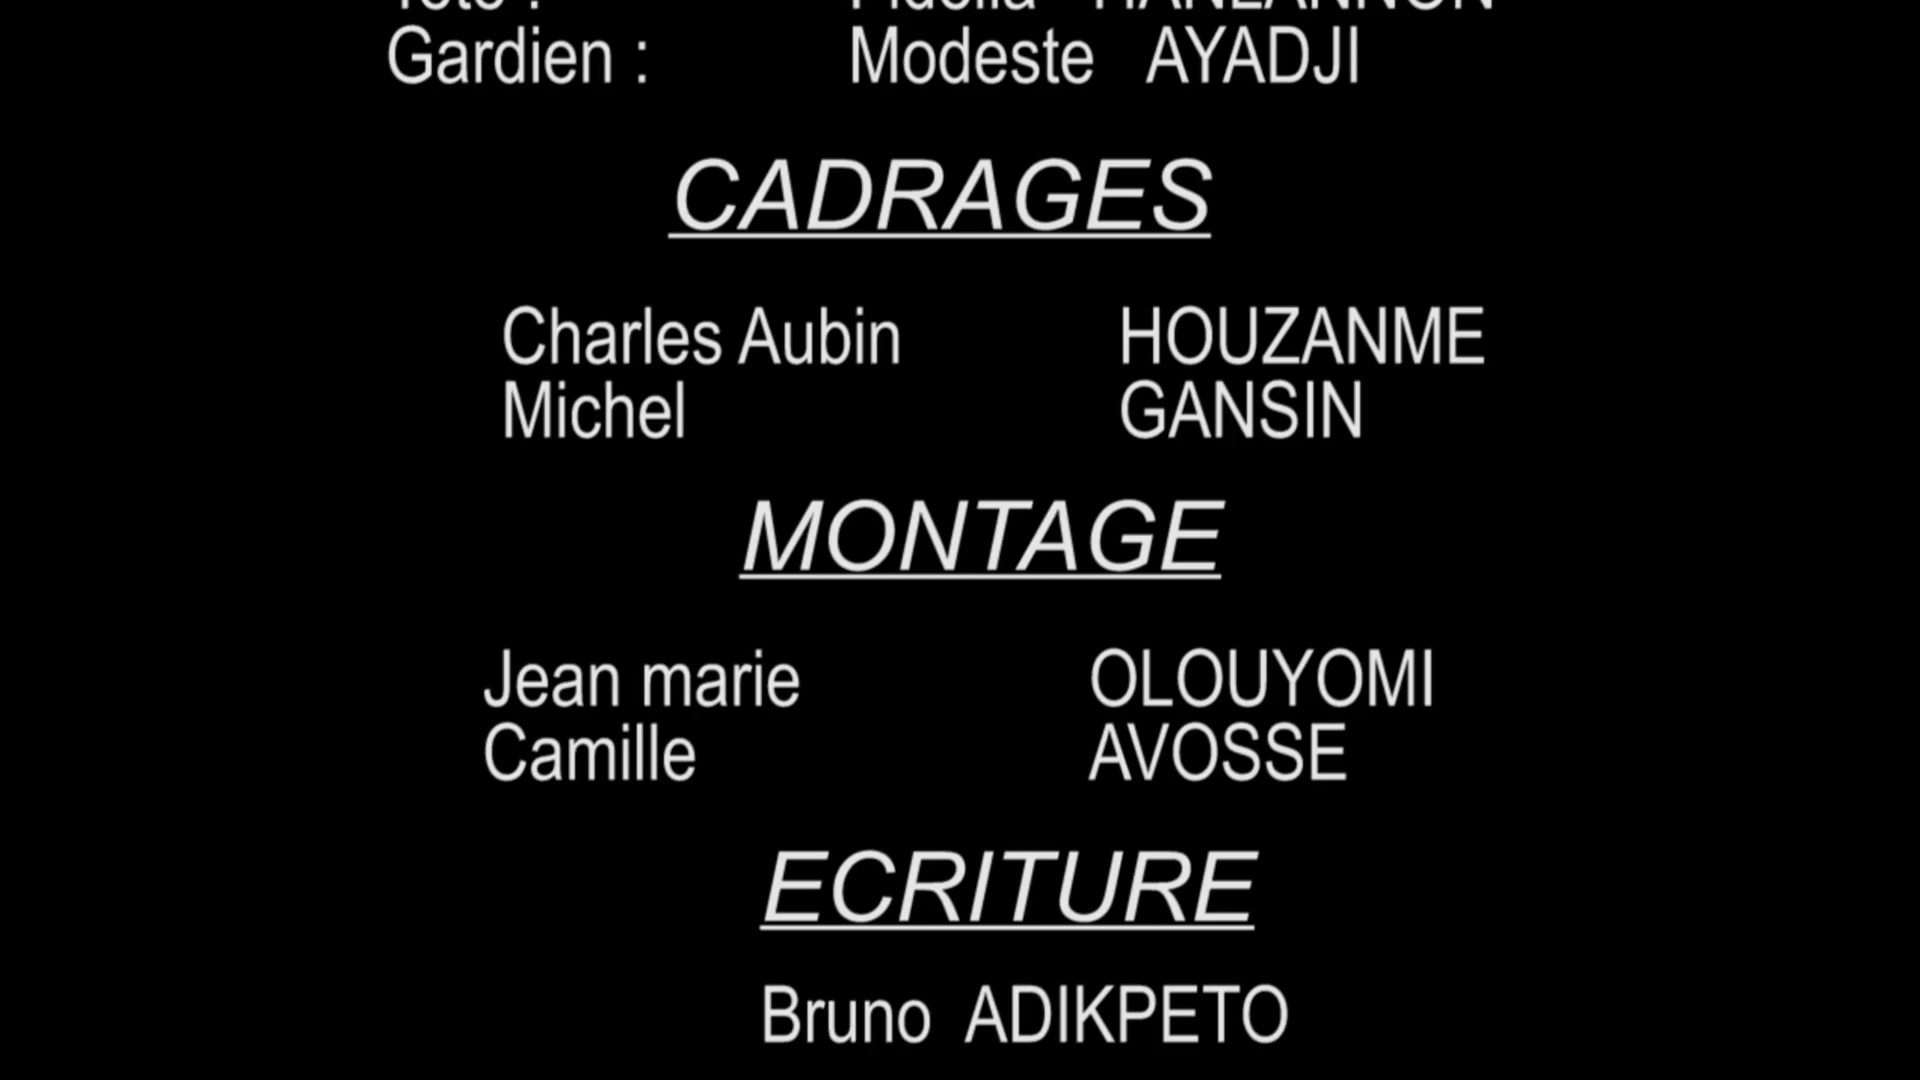 Gardien : Modeste AYADJI
CADRAGES
Charles Aubin HOUZANME
Michel GANSIN
MONTAGE
Jean marie OLOUYOMI
Camille AVOSSE
ECRITURE
Bruno ADIKPETO